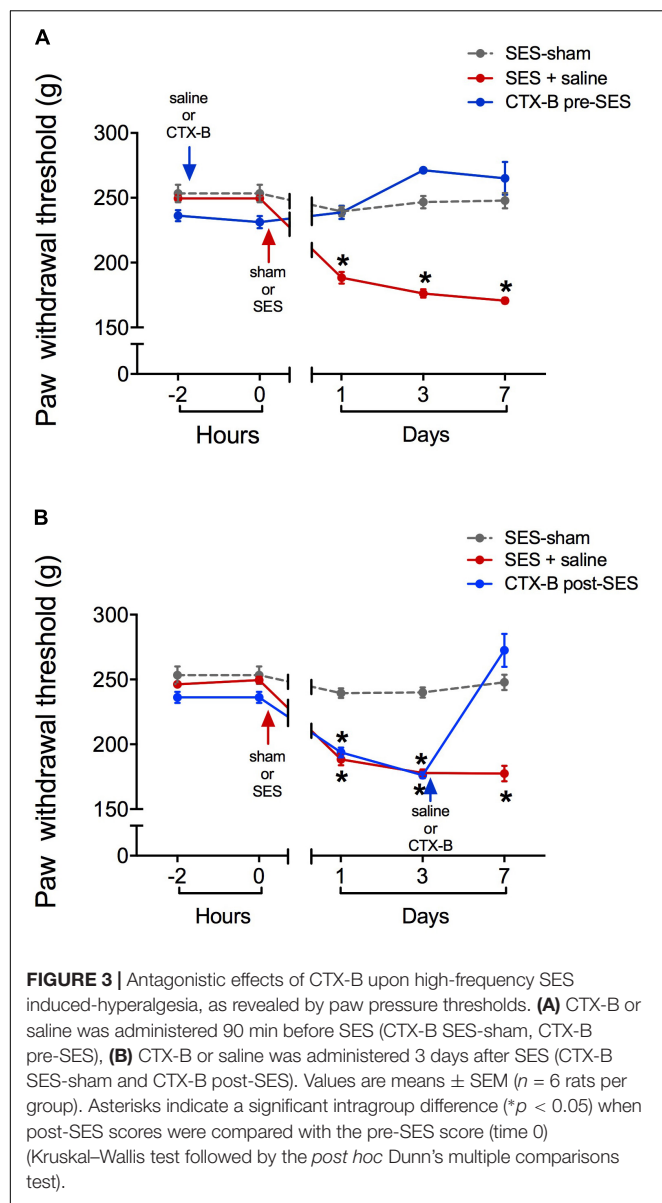 A
SES-sham
SES + saline
CTX-B pre-SES
Paw withdrawal threshold (g)
saline
or
CTX-B
300
250
200
150
0
*
*
*
sham
or
SES
-2
0
1
3
7
Hours
Days
B
SES-sham
SES + saline
CTX-B post-SES
Paw withdrawal threshold (g)
300
250
200
150
0
*
*
*
*
*
sham
or
SES
saline
or
CTX-B
-2
0
1
3
7
Hours
Days
FIGURE 3 | Antagonistic effects of CTX-B upon high-frequency SES
induced-hyperalgesia, as revealed by paw pressure thresholds. (A) CTX-B or
saline was administered 90 min before SES (CTX-B SES-sham, CTX-B
pre-SES), (B) CTX-B or saline was administered 3 days after SES (CTX-B
SES-sham and CTX-B post-SES). Values are means ± SEM (n = 6 rats per
group). Asterisks indicate a significant intragroup difference (*p < 0.05) when
post-SES scores were compared with the pre-SES score (time 0)
(Kruskal–Wallis test followed by the post hoc Dunn's multiple comparisons
test).